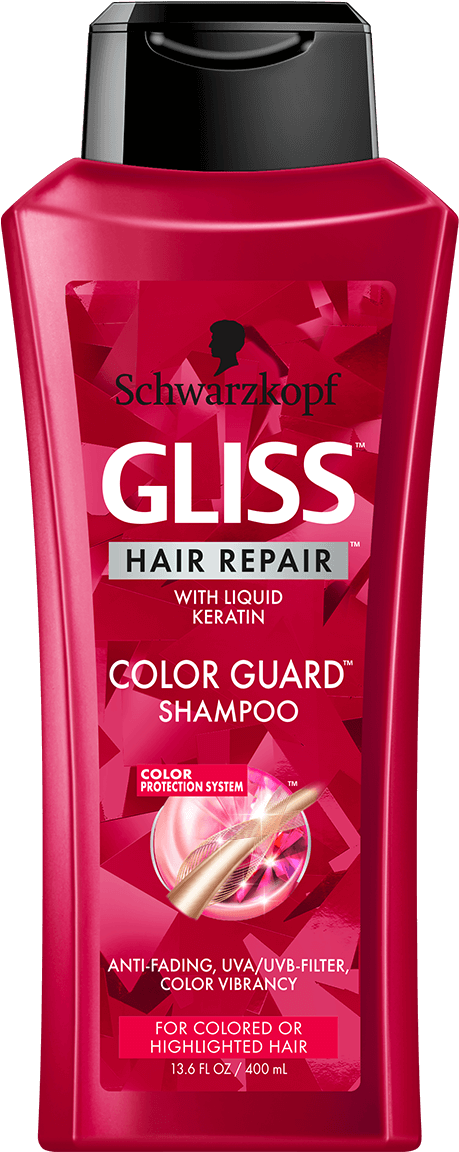 Schwarzkopf
GLISS™
HAIR REPAIR™
WITH LIQUID
KERATIN
COLOR GUARD™
SHAMPOO
COLOR
PROTECTION SYSTEM™
ANTI-FADING, UVA/UVB-FILTER,
COLOR VIBRANCY
FOR COLORED OR
HIGHLIGHTED HAIR
13.6 FL OZ / 400 mL